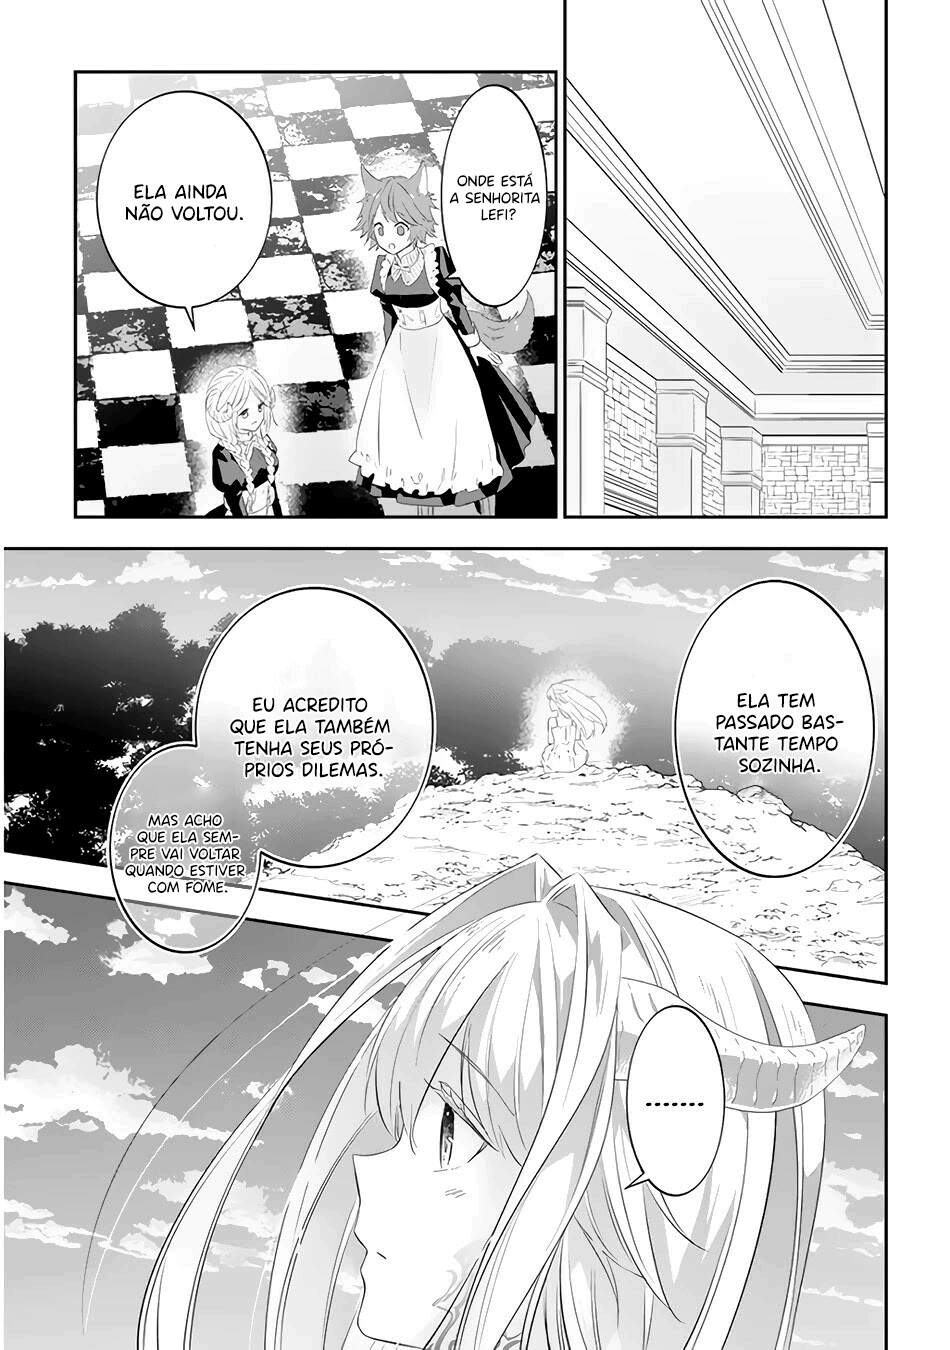 ONDE ESTÁ
A SENHORITA
LEFI?
ELA AINDA
NÃO VOLTOU.
ELA TEM
PASSADO BAS-
TANTE TEMPO
SOZINHA.
EU ACREDITO
QUE ELA TAMBÉM
TENHA SEUS PRÓ-
PRIOS DILEMAS.
MAS ACHO
QUE ELA SEM-
PRE VAI VOLTAR
QUANDO ESTIVER
COM FOME.
........